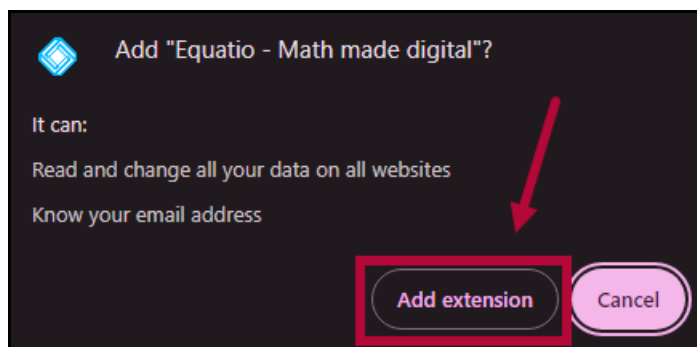 Add "Equatio - Math made digital"?
It can:
Read and change all your data on all websites
Know your email address
Add extension
Cancel